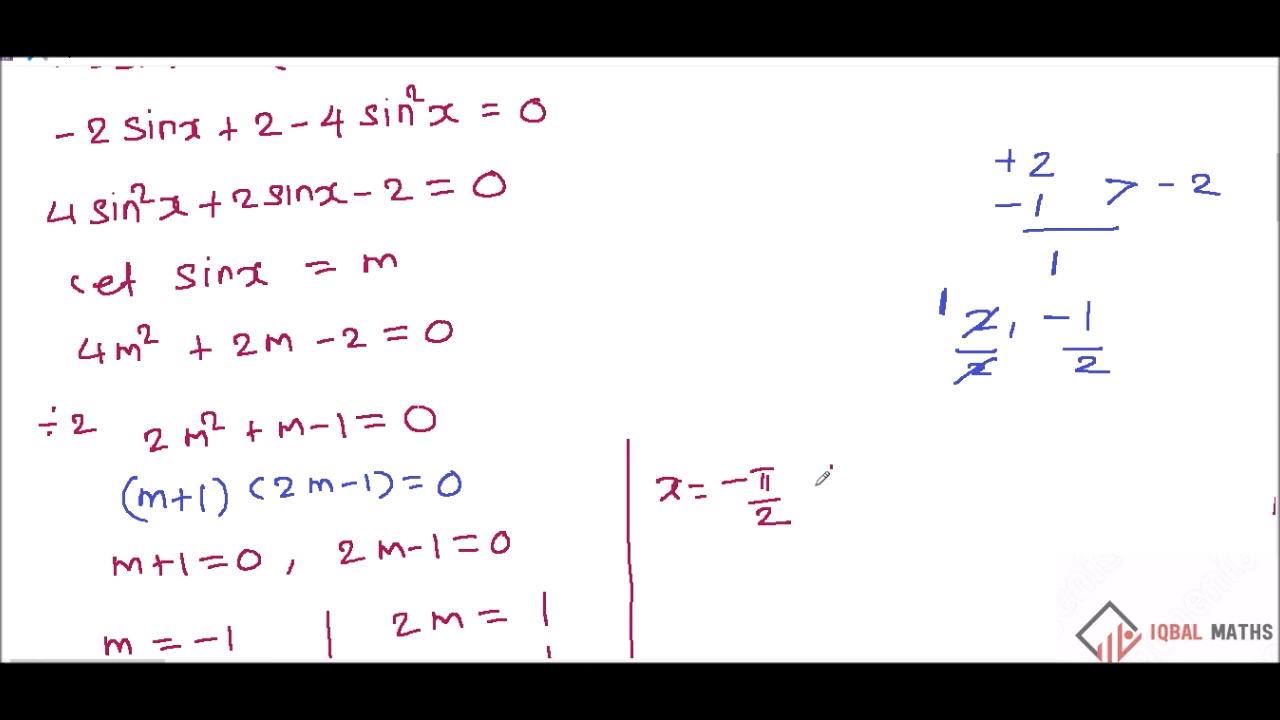 -2 sinx + 2 - 4 sin²x = 0
4 sin²x + 2 sinx - 2 = 0
Let sinx = m
4m² + 2m - 2 = 0
÷2 2m² + m - 1 = 0
(m+1) (2m-1) = 0
m+1 = 0, 2m-1 = 0
m = -1 | 2m = 1
x = -π/2
+2
-1 > -2
1
1 2/2, -1/2
IQBAL MATHS